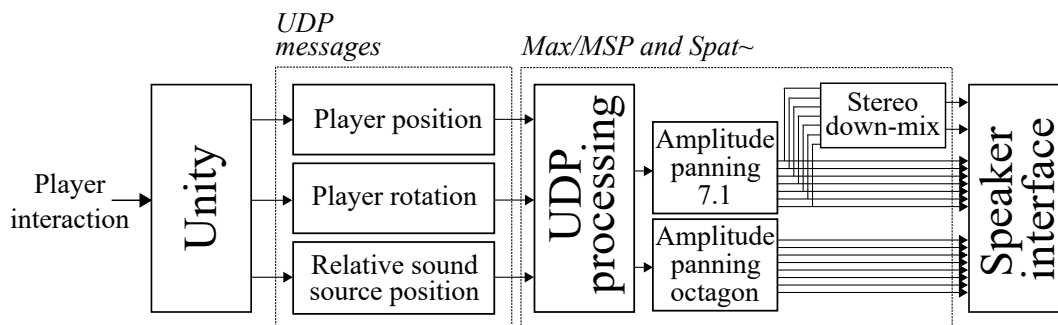 UDP
messages
Max/MSP and Spat~
Player
interaction
Unity
Player position
Player rotation
Relative sound
source position
UDP
processing
Amplitude
panning
7.1
Amplitude
panning
octagon
Stereo
down-mix
Speaker
interface